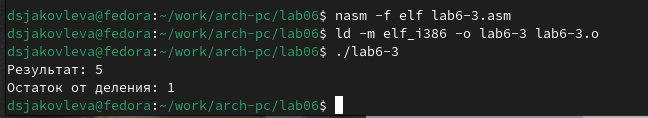 dsjakovleva@fedora:~/work/arch-pc/lab06$ nasm -f elf lab6-3.asm
dsjakovleva@fedora:~/work/arch-pc/lab06$ ld -m elf_i386 -o lab6-3 lab6-3.o
dsjakovleva@fedora:~/work/arch-pc/lab06$ ./lab6-3
Результат: 5
Остаток от деления: 1
dsjakovleva@fedora:~/work/arch-pc/lab06$